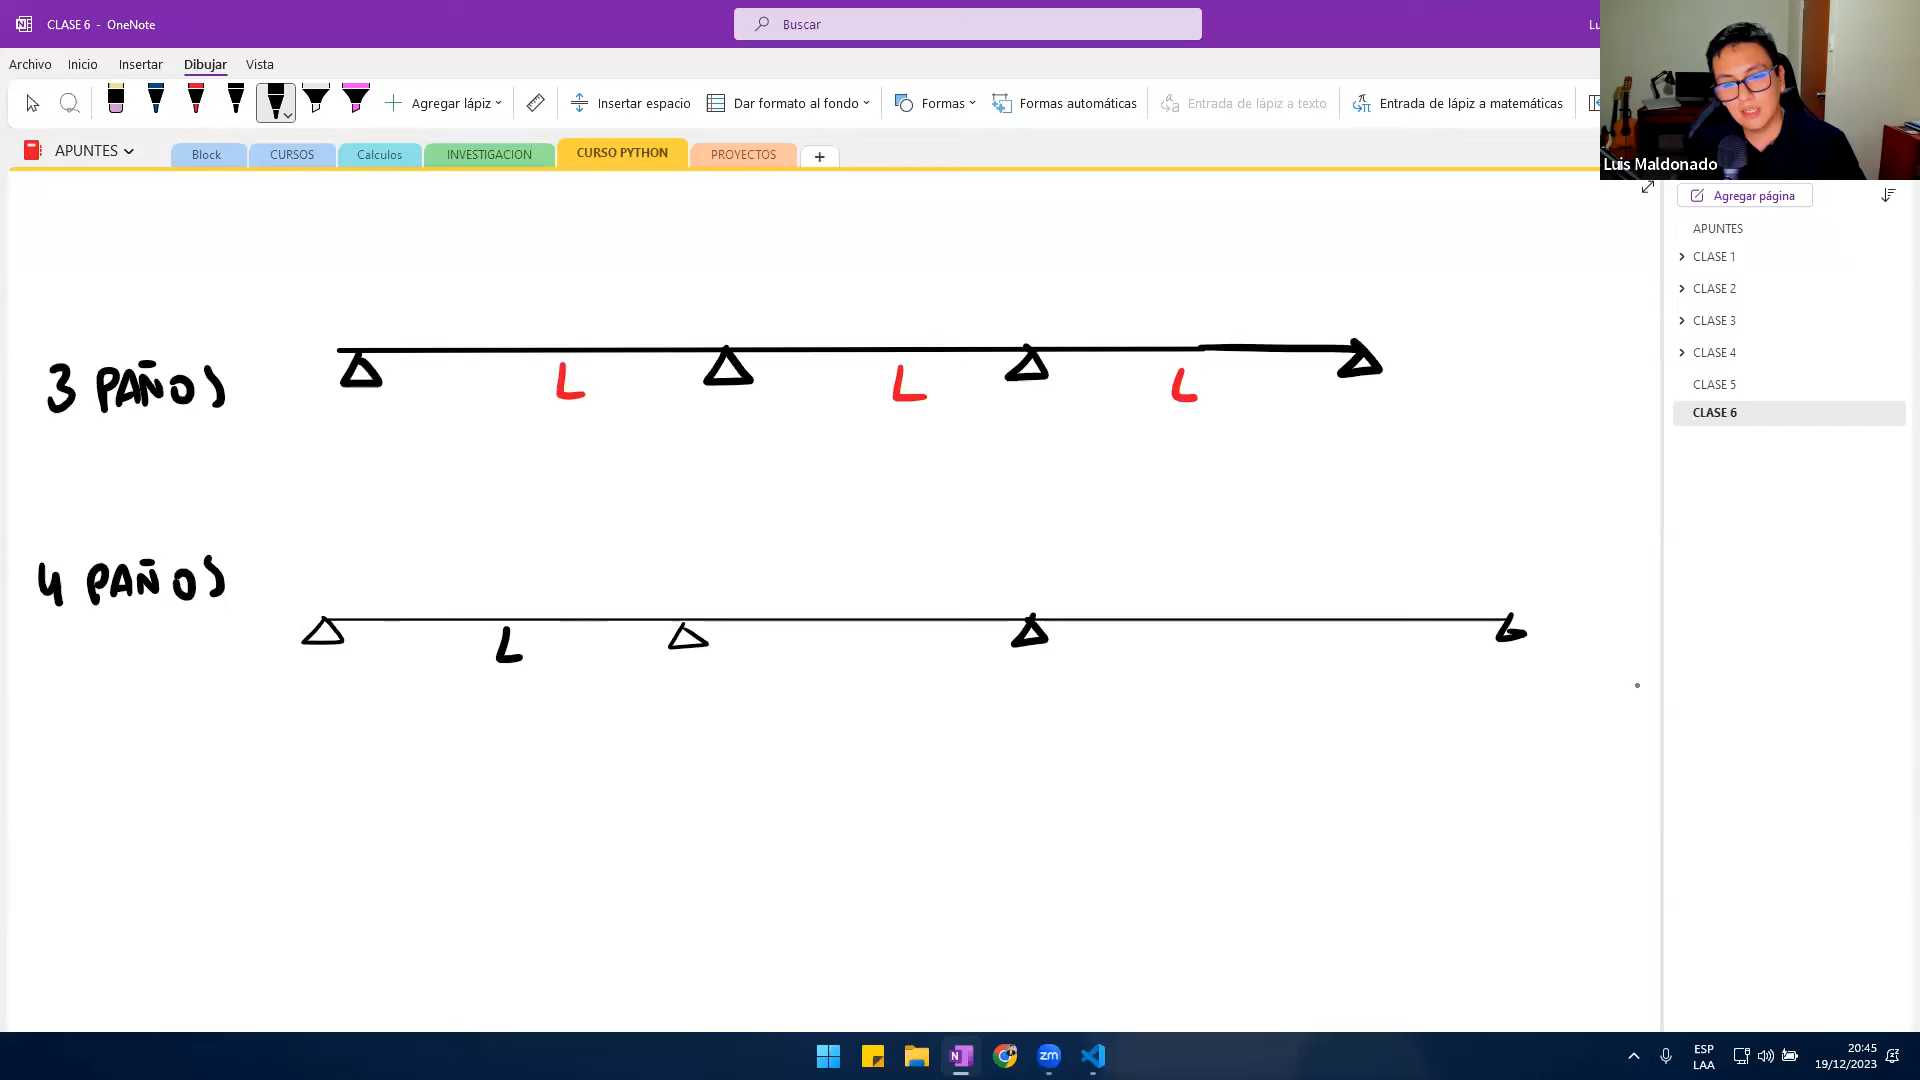 CLASE 6 - OneNote
Buscar
Lu
Archivo Inicio Insertar Dibujar Vista
Agregar lápiz Insertar espacio Dar formato al fondo Formas Formas automáticas Entrada de lápiz a texto Entrada de lápiz a matemáticas
Luis Maldonado
APUNTES Block CURSOS Calculos INVESTIGACION CURSO PYTHON PROYECTOS +
Agregar página
APUNTES
CLASE 1
CLASE 2
CLASE 3
CLASE 4
CLASE 5
CLASE 6
3 PAÑOS
L L L
4 PAÑOS
L
zm
ESP
LAA
20:45
19/12/2023